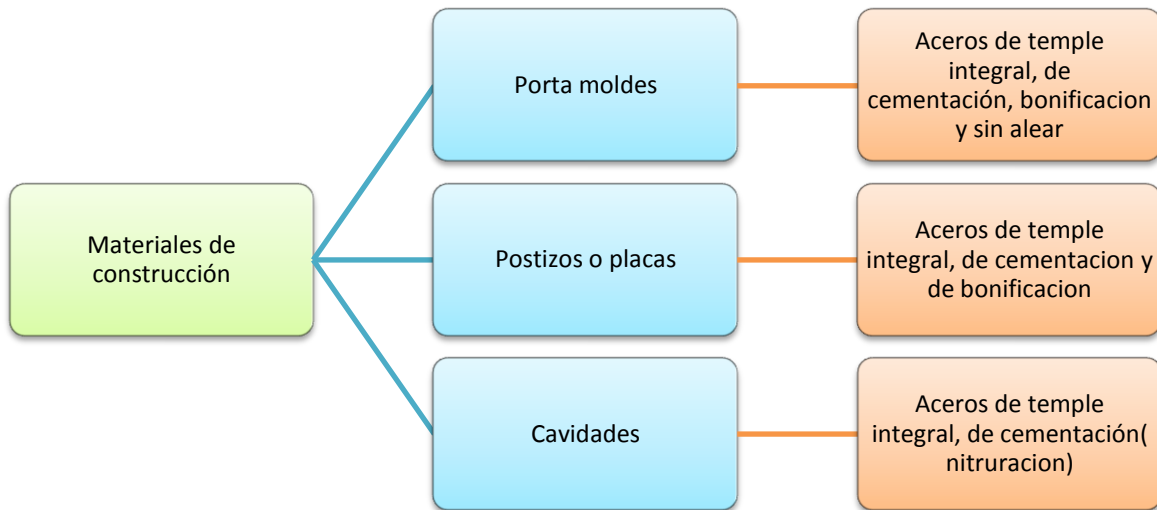 Materiales de
construcción
Porta moldes
Aceros de temple
integral, de
cementación, bonificacion
y sin alear
Postizos o placas
Aceros de temple
integral, de cementacion y
de bonificacion
Cavidades
Aceros de temple
integral, de cementación(
nitruracion)